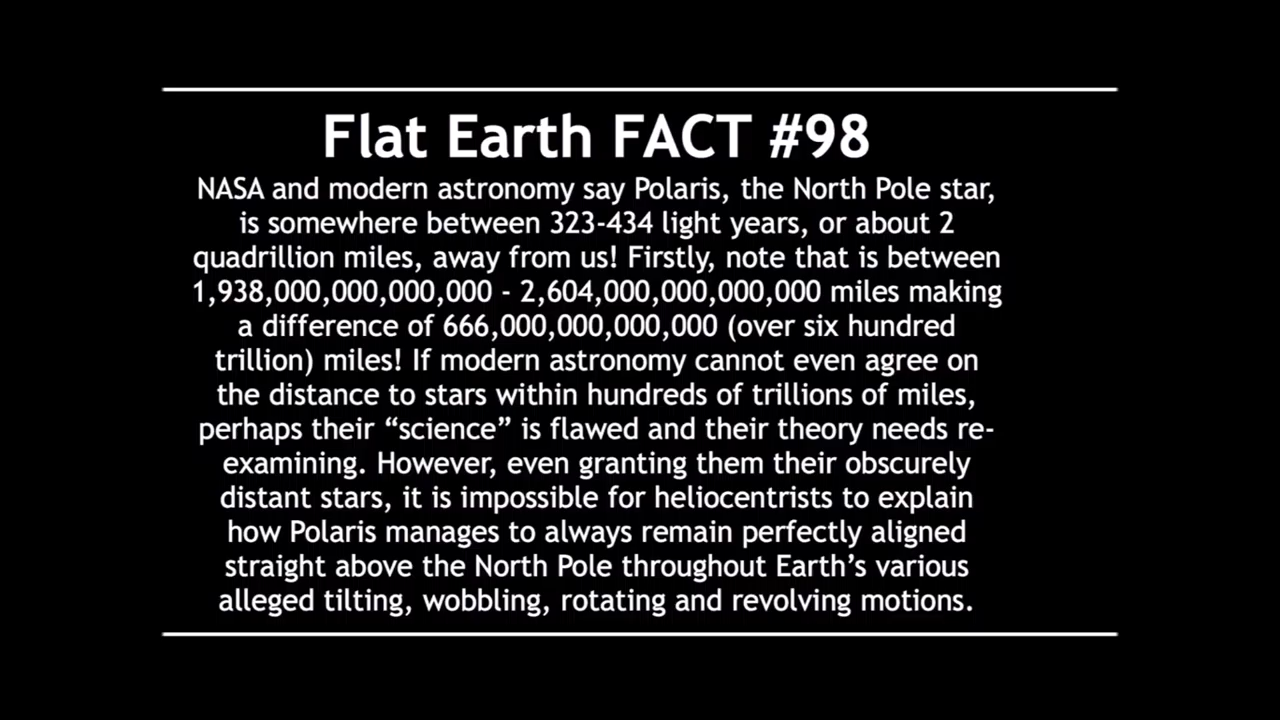 Flat Earth FACT #98
NASA and modern astronomy say Polaris, the North Pole star,
is somewhere between 323-434 light years, or about 2
quadrillion miles, away from us! Firstly, note that is between
1,938,000,000,000,000 - 2,604,000,000,000,000 miles making
a difference of 666,000,000,000,000 (over six hundred
trillion) miles! If modern astronomy cannot even agree on
the distance to stars within hundreds of trillions of miles,
perhaps their “science” is flawed and their theory needs re-
examining. However, even granting them their obscurely
distant stars, it is impossible for heliocentrists to explain
how Polaris manages to always remain perfectly aligned
straight above the North Pole throughout Earth’s various
alleged tilting, wobbling, rotating and revolving motions.